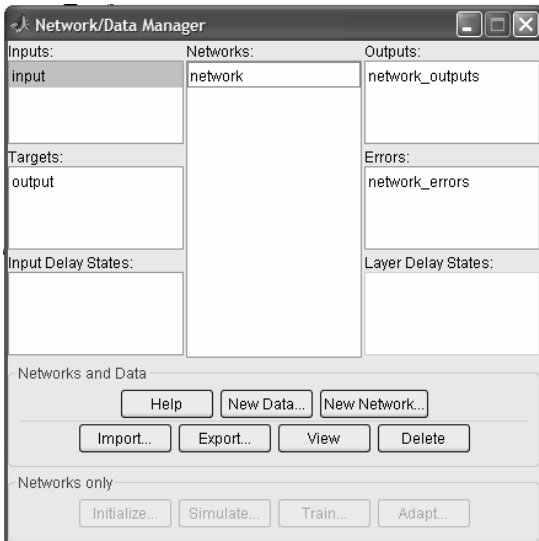 Network/Data Manager
Inputs:
input
Networks:
network
Outputs:
network_outputs
Targets:
output
Errors:
network_errors
Input Delay States:
Layer Delay States:
Networks and Data
Help
New Data...
New Network...
Import...
Export...
View
Delete
Networks only
Initialize...
Simulate...
Train...
Adapt...